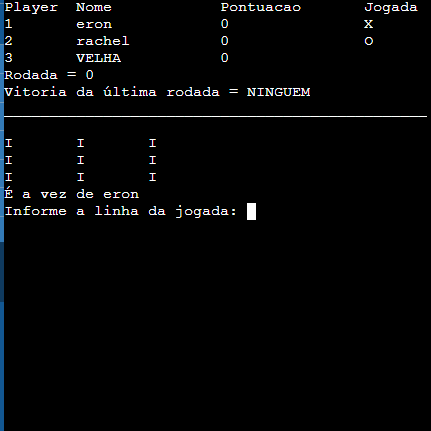 Player Nome Pontuacao Jogada
1 eron 0 X
2 rachel 0 O
3 VELHA 0
Rodada = 0
Vitoria da última rodada = NINGUEM
I I I
I I I
I I I
É a vez de eron
Informe a linha da jogada: